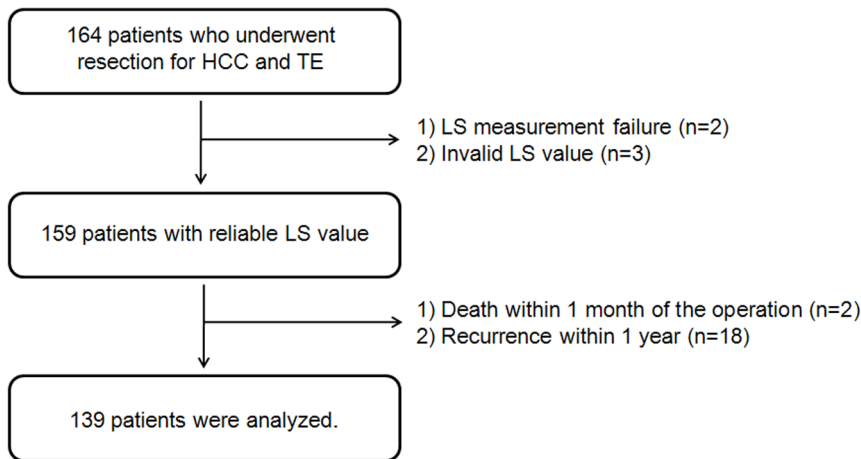 164 patients who underwent
resection for HCC and TE
1) LS measurement failure (n=2)
2) Invalid LS value (n=3)
159 patients with reliable LS value
1) Death within 1 month of the operation (n=2)
2) Recurrence within 1 year (n=18)
139 patients were analyzed.